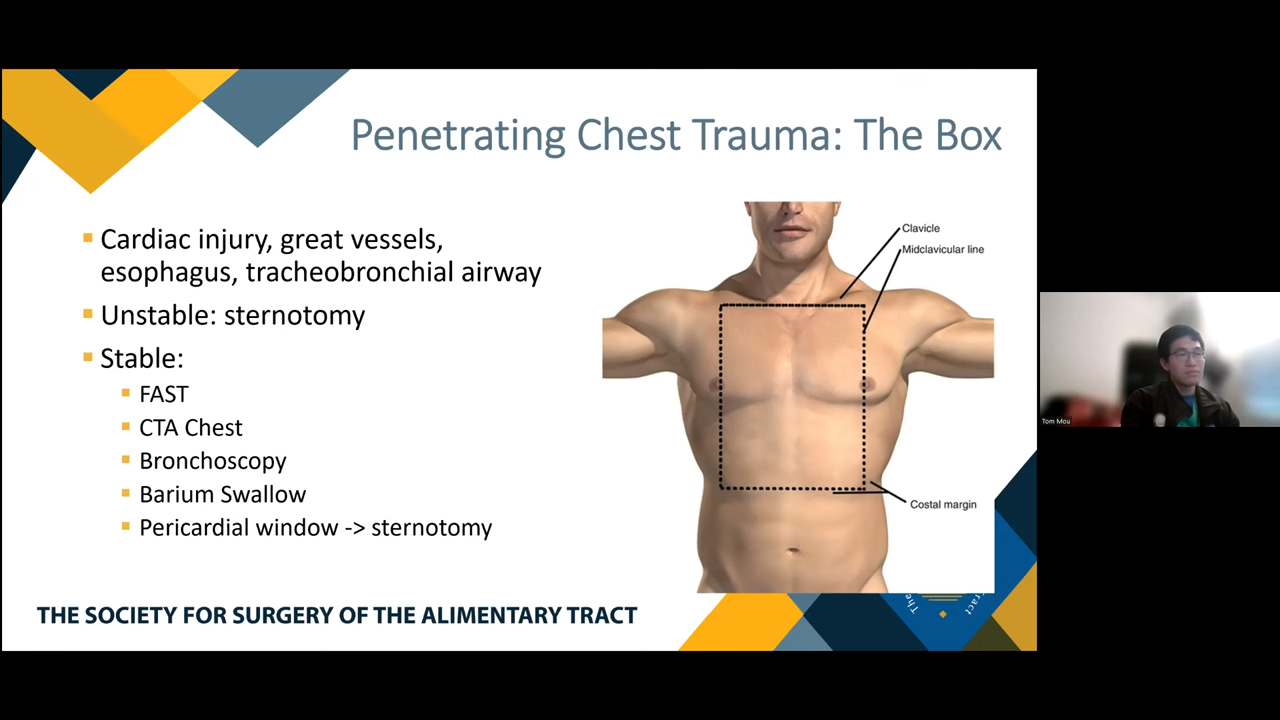 Penetrating Chest Trauma: The Box
Cardiac injury, great vessels,
esophagus, tracheobronchial airway
Unstable: sternotomy
Stable:
FAST
CTA Chest
Bronchoscopy
Barium Swallow
Pericardial window -> sternotomy
Clavicle
Midclavicular line
Costal margin
THE SOCIETY FOR SURGERY OF THE ALIMENTARY TRACT
The
Tom Mou